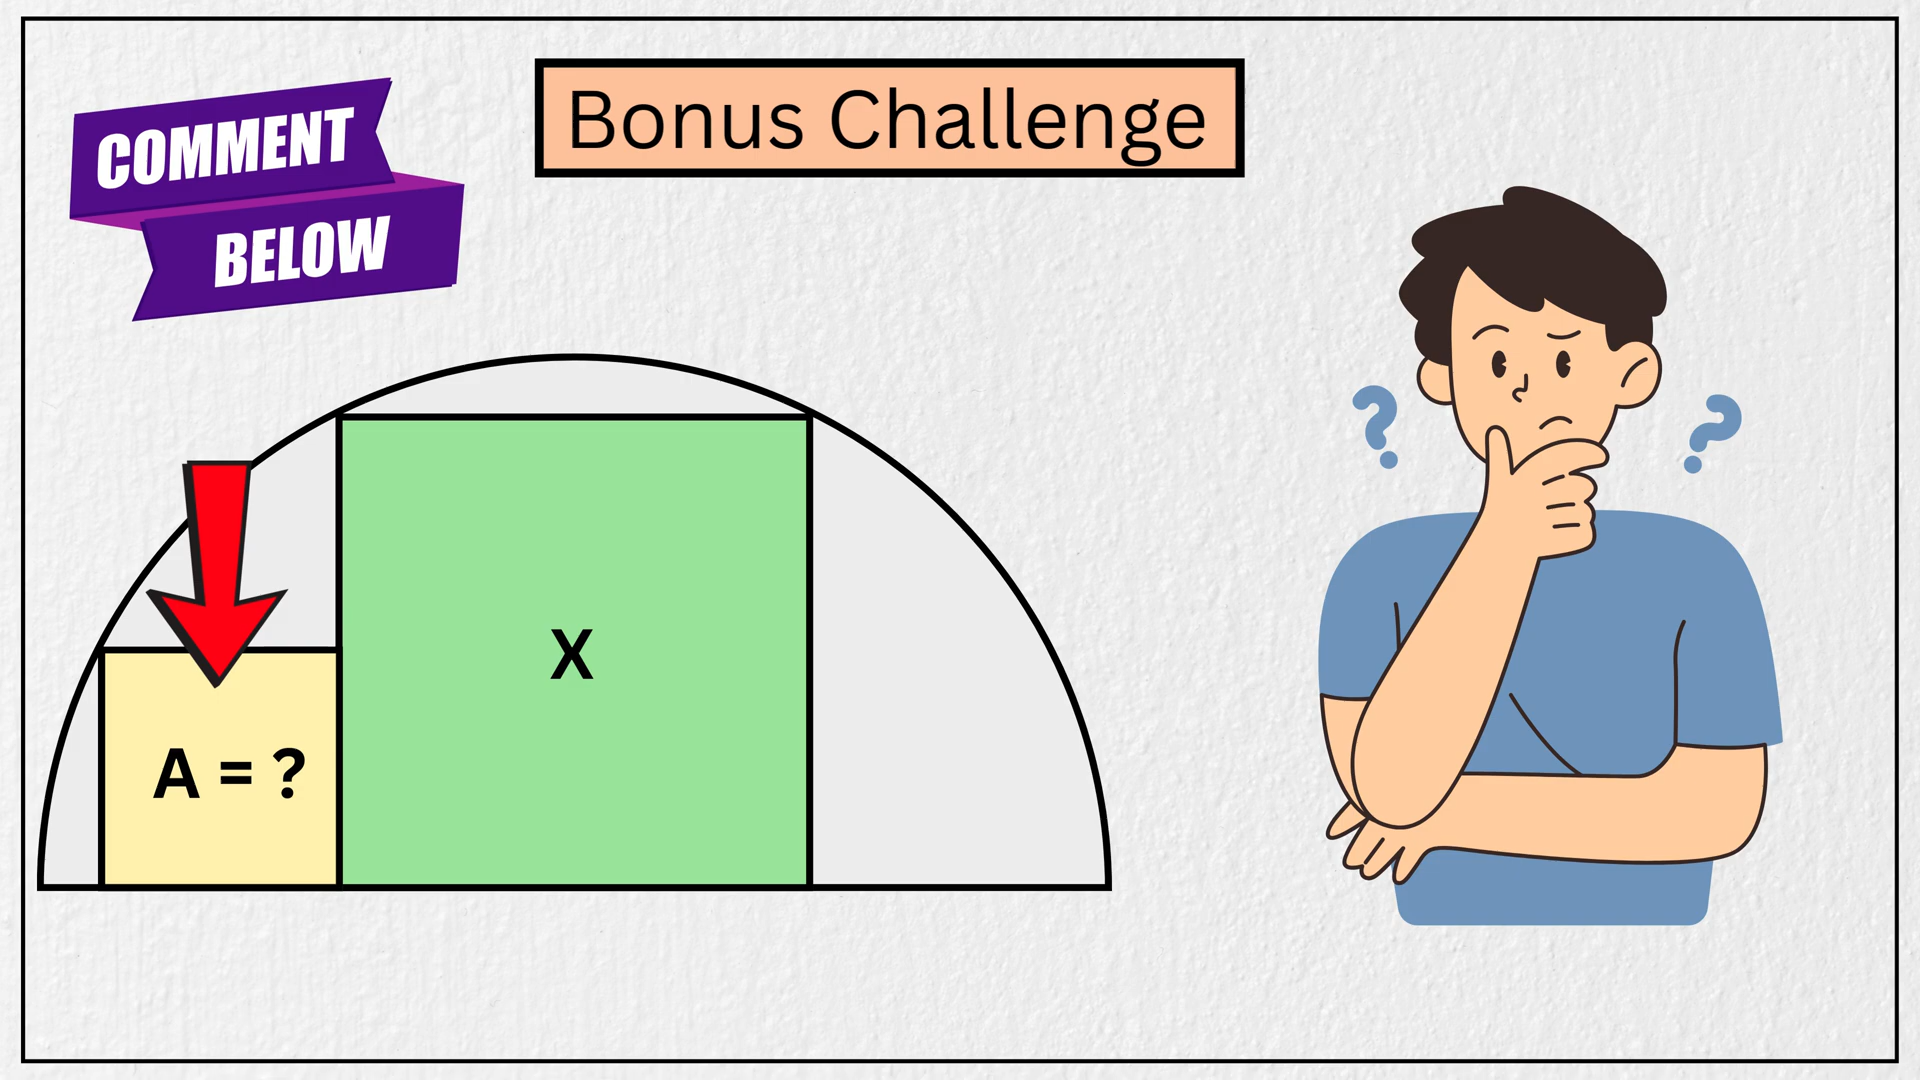 Bonus Challenge
COMMENT
BELOW
X
A = ?
? ?